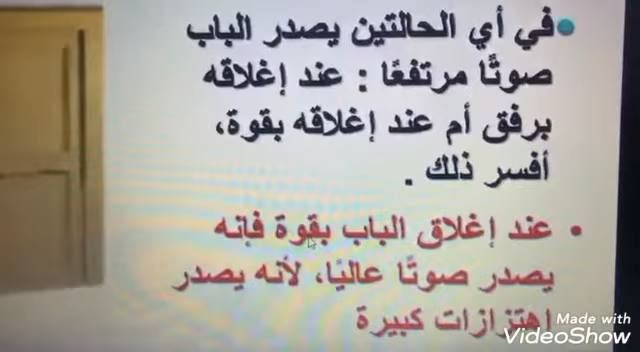 •في أي الحالتين يصدر الباب
صوتًا مرتفعًا : عند إغلاقه
برفق أم عند إغلاقه بقوة،
أفسر ذلك .
• عند إغلاق الباب بقوة فإنه
يصدر صوتًا عاليًا، لأنه يصدر
اهتزازات كبيرة
Made with
VideoShow